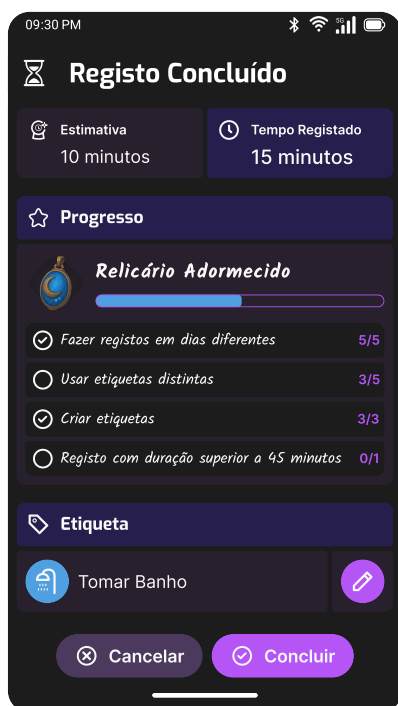 09:30 PM
5G
Registo Concluído
Estimativa
10 minutos
Tempo Registado
15 minutos
Progresso
Relicário Adormecido
Fazer registos em dias diferentes 5/5
Usar etiquetas distintas 3/5
Criar etiquetas 3/3
Registo com duração superior a 45 minutos 0/1
Etiqueta
Tomar Banho
Cancelar
Concluir